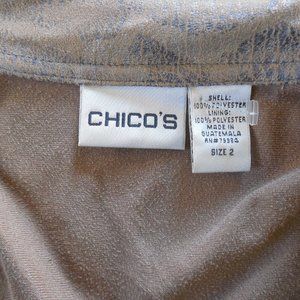 CHICO'S
SHELL:
100% POLYESTER
LINING:
100% POLYESTER
MADE IN
GUATEMALA
SIZE 2